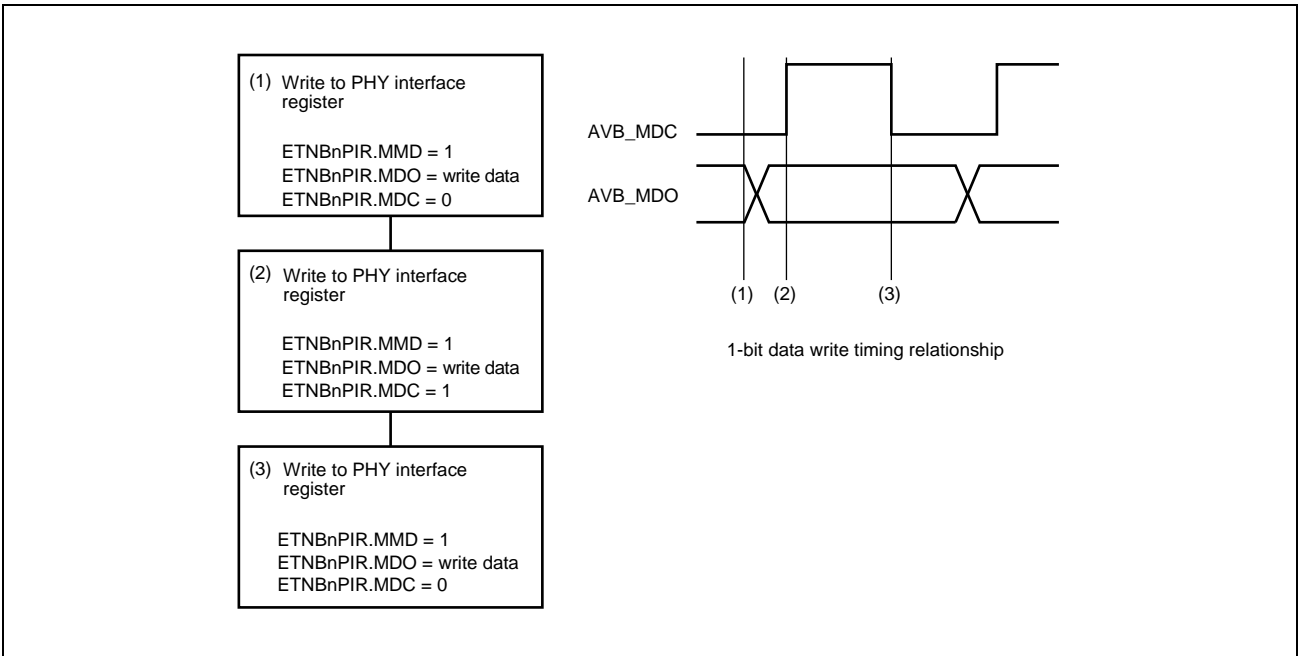 (1) Write to PHY interface
register
ETNBnPIR.MMD = 1
ETNBnPIR.MDO = write data
ETNBnPIR.MDC = 0
(2) Write to PHY interface
register
ETNBnPIR.MMD = 1
ETNBnPIR.MDO = write data
ETNBnPIR.MDC = 1
(3) Write to PHY interface
register
ETNBnPIR.MMD = 1
ETNBnPIR.MDO = write data
ETNBnPIR.MDC = 0
AVB_MDC
AVB_MDO
(1) (2) (3)
1-bit data write timing relationship